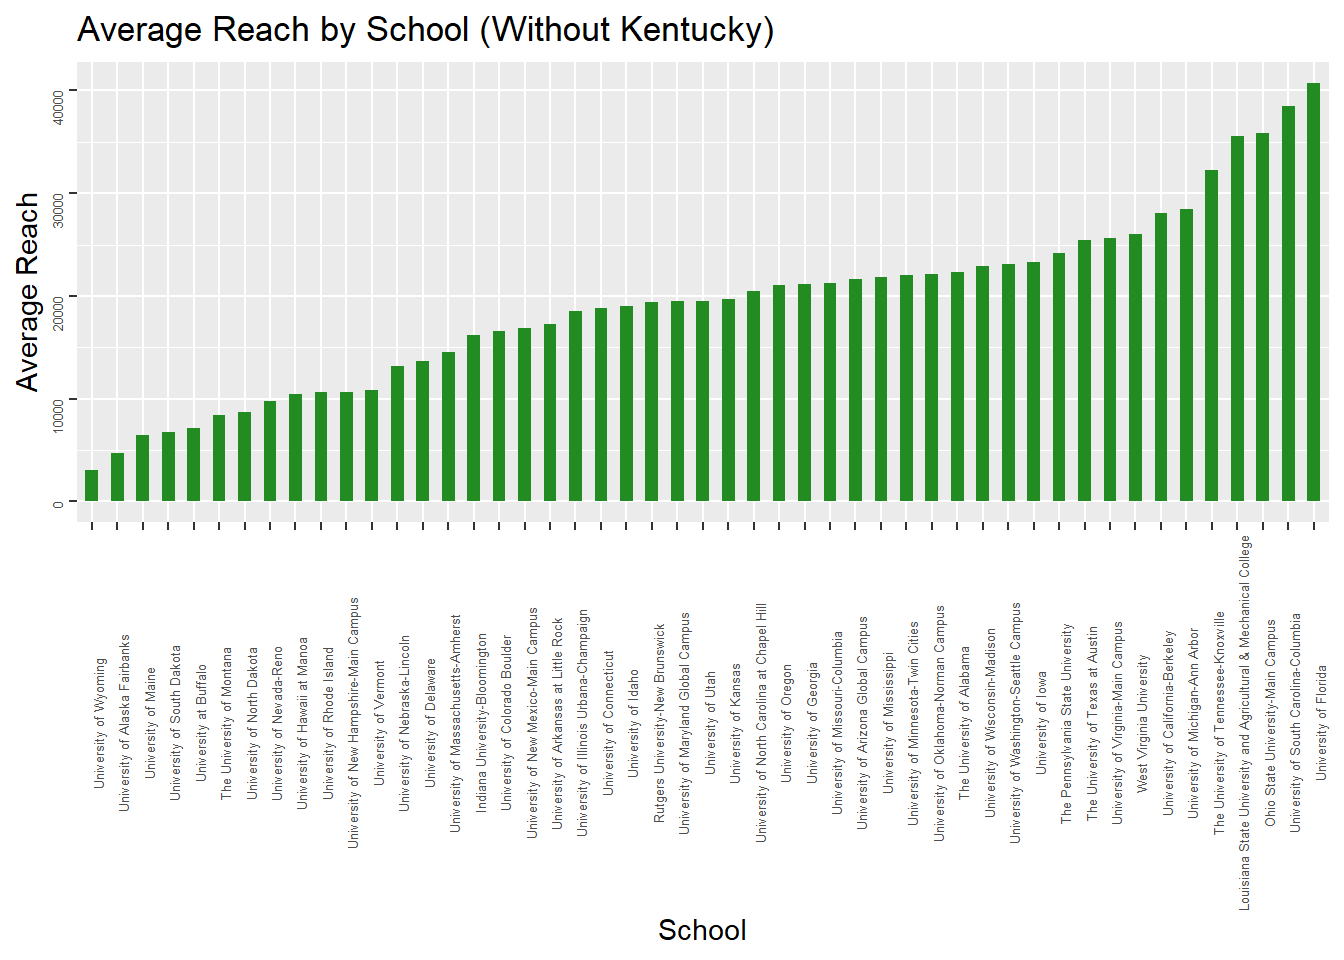 Average Reach by School (Without Kentucky)
Average Reach
40000
30000
20000
10000
0
University of Wyoming
University of Alaska Fairbanks
University of Maine
University of South Dakota
University at Buffalo
The University of Montana
University of North Dakota
University of Nevada-Reno
University of Hawaii at Manoa
University of Rhode Island
University of New Hampshire-Main Campus
University of Vermont
University of Nebraska-Lincoln
University of Delaware
University of Massachusetts-Amherst
Indiana University-Bloomington
University of Colorado Boulder
University of New Mexico-Main Campus
University of Arkansas at Little Rock
University of Illinois Urbana-Champaign
University of Connecticut
University of Idaho
Rutgers University-New Brunswick
University of Maryland Global Campus
University of Utah
University of Kansas
University of North Carolina at Chapel Hill
University of Oregon
University of Georgia
University of Missouri-Columbia
University of Arizona Global Campus
University of Mississippi
University of Minnesota-Twin Cities
University of Oklahoma-Norman Campus
The University of Alabama
University of Wisconsin-Madison
University of Washington-Seattle Campus
University of Iowa
The Pennsylvania State University
The University of Texas at Austin
University of Virginia-Main Campus
West Virginia University
University of California-Berkeley
University of Michigan-Ann Arbor
The University of Tennessee-Knoxville
Louisiana State University and Agricultural & Mechanical College
Ohio State University-Main Campus
University of South Carolina-Columbia
University of Florida
School